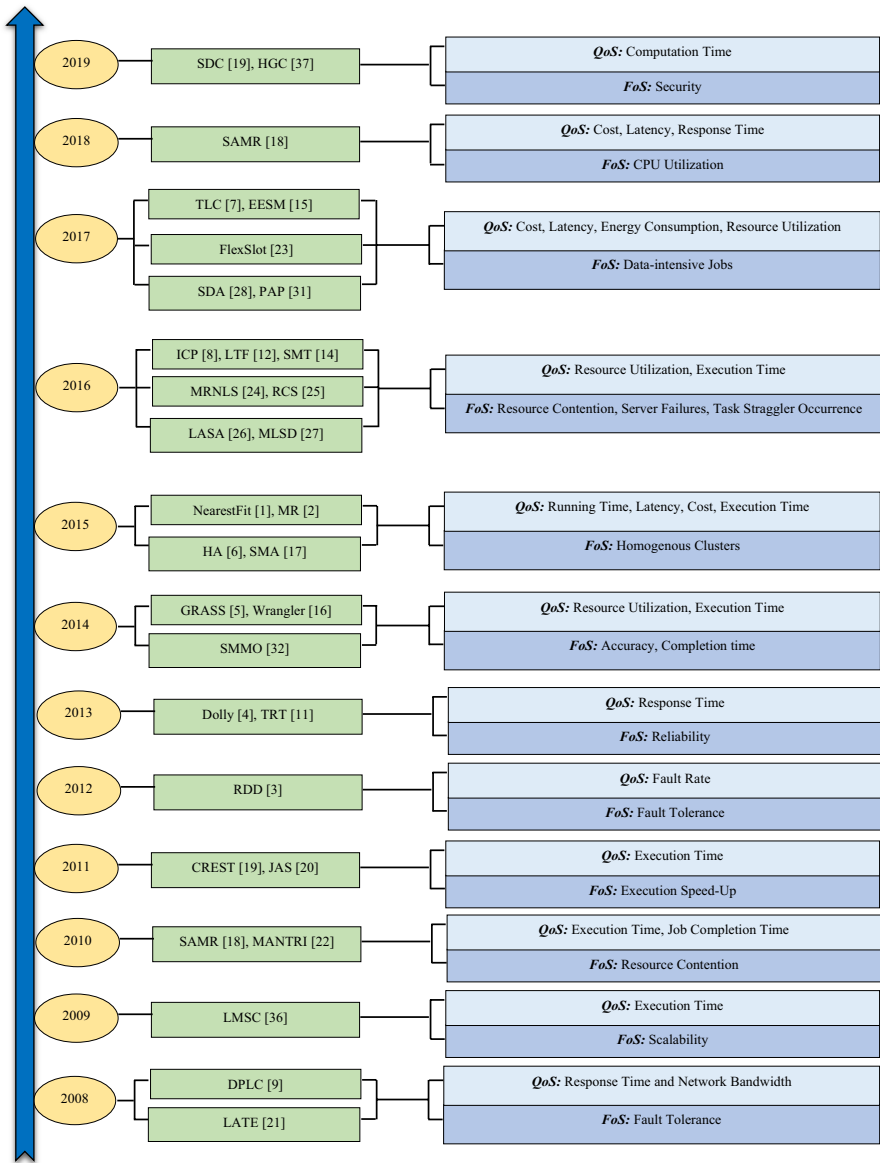 2019
SDC [19], HGC [37]
QoS: Computation Time
FoS: Security
2018
SAMR [18]
QoS: Cost, Latency, Response Time
FoS: CPU Utilization
2017
TLC [7], EESM [15]
FlexSlot [23]
SDA [28], PAP [31]
QoS: Cost, Latency, Energy Consumption, Resource Utilization
FoS: Data-intensive Jobs
2016
ICP [8], LTF [12], SMT [14]
MRNLS [24], RCS [25]
LASA [26], MLSD [27]
QoS: Resource Utilization, Execution Time
FoS: Resource Contention, Server Failures, Task Straggler Occurrence
2015
NearestFit [1], MR [2]
HA [6], SMA [17]
QoS: Running Time, Latency, Cost, Execution Time
FoS: Homogenous Clusters
2014
GRASS [5], Wrangler [16]
SMMO [32]
QoS: Resource Utilization, Execution Time
FoS: Accuracy, Completion time
2013
Dolly [4], TRT [11]
QoS: Response Time
FoS: Reliability
2012
RDD [3]
QoS: Fault Rate
FoS: Fault Tolerance
2011
CREST [19], JAS [20]
QoS: Execution Time
FoS: Execution Speed-Up
2010
SAMR [18], MANTRI [22]
QoS: Execution Time, Job Completion Time
FoS: Resource Contention
2009
LMSC [36]
QoS: Execution Time
FoS: Scalability
2008
DPLC [9]
LATE [21]
QoS: Response Time and Network Bandwidth
FoS: Fault Tolerance